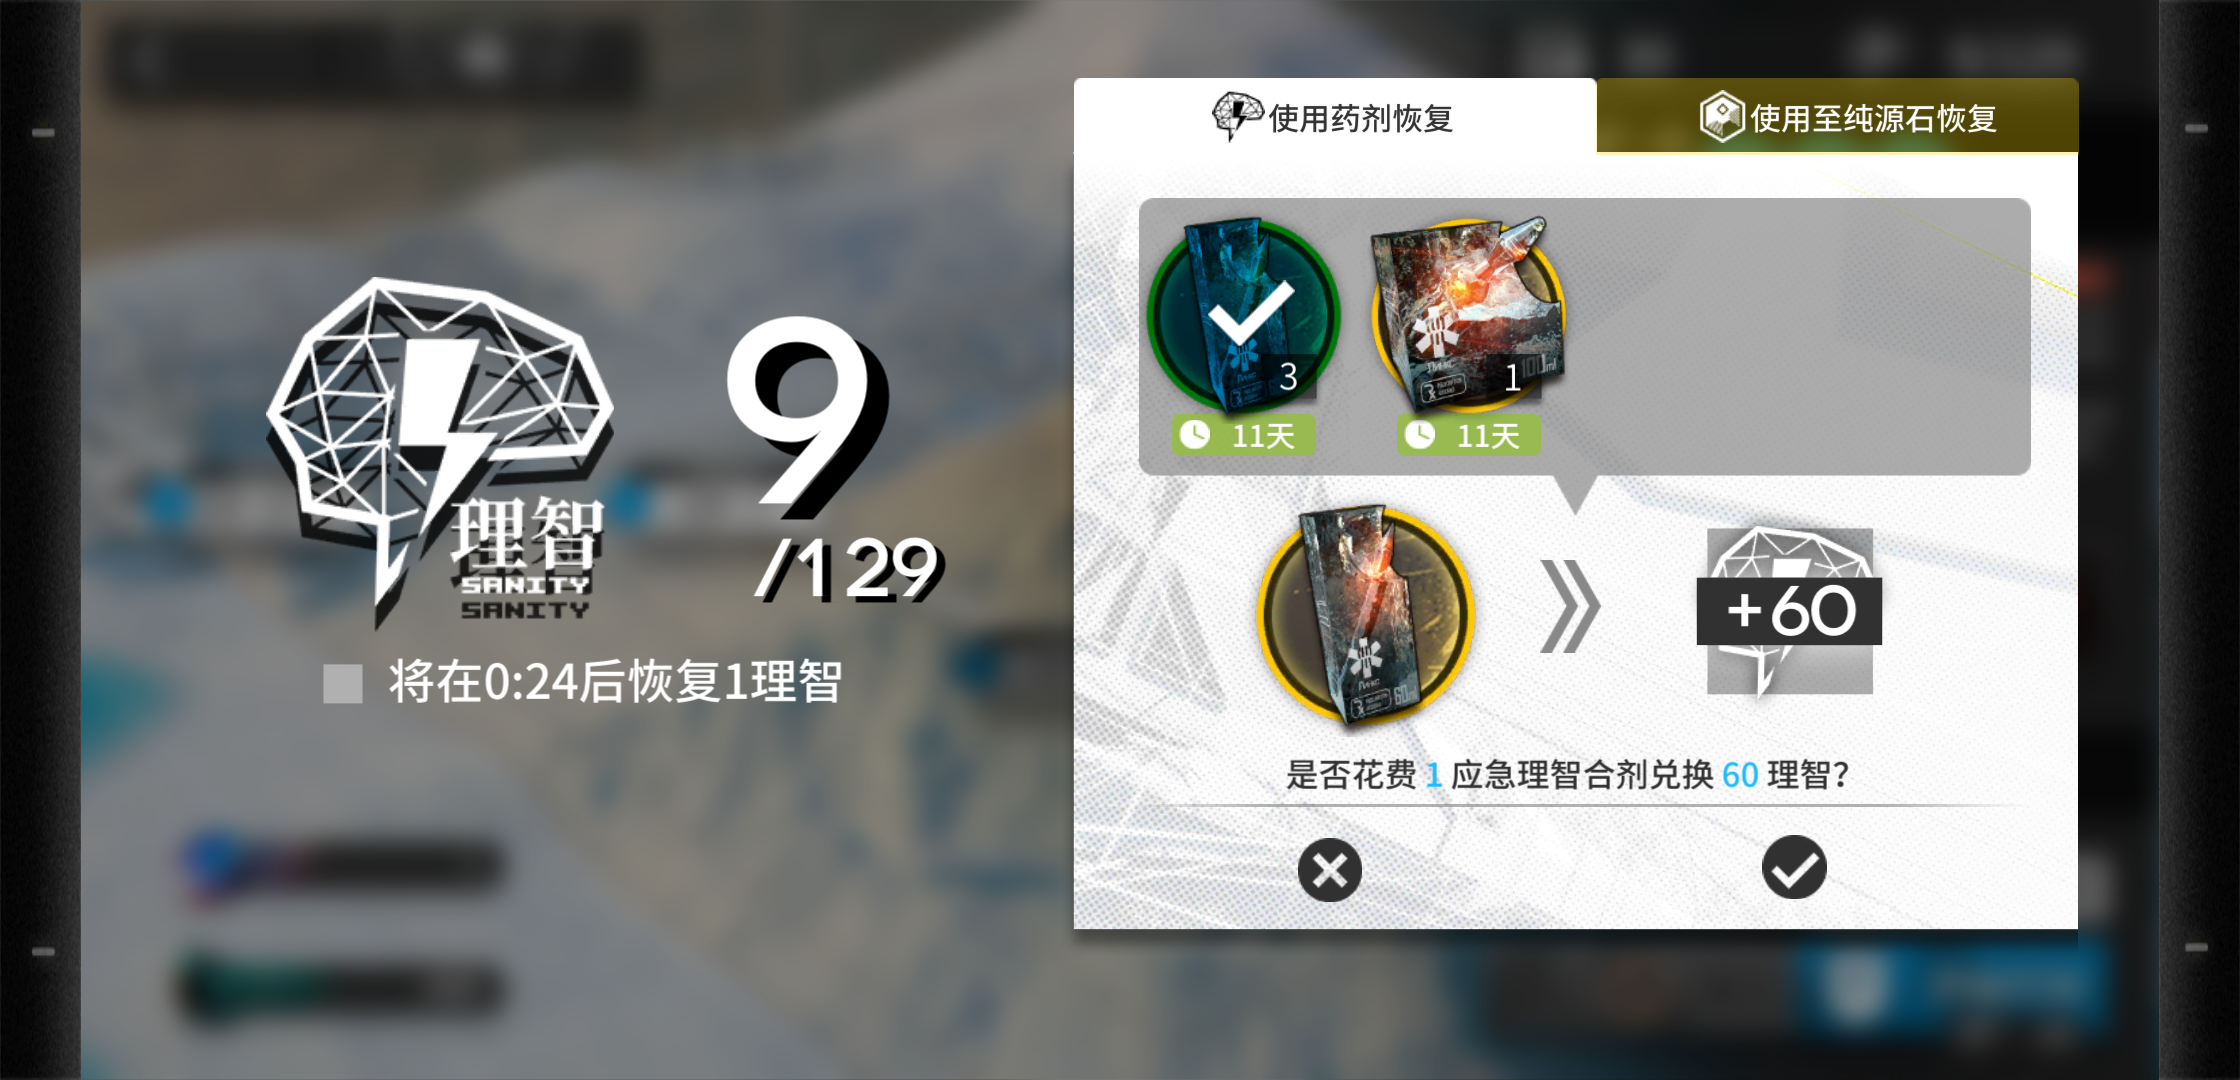 使用药剂恢复
使用至纯源石恢复
3
1
11天
11天
9
/129
理智
SANITY
将在0:24后恢复1理智
60ml
+60
是否花费 1 应急理智合剂兑换 60 理智？